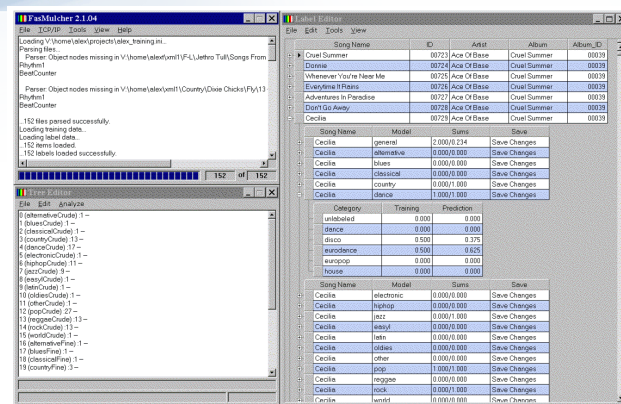 FasMulcher 2.1.04
File TCP/IP Tools View Help
Loading V:\home\alex\projects\alex_training.ini...
Parsing files...
Parser: Object nodes missing in V:\home\alex\xml1\F-L\Jethro Tull\Songs From
Rhythm1
BeatCounter
Parser: Object nodes missing in V:\home\alex\xml1\Country\Dixie Chicks\Fly\13 -
Rhythm1
BeatCounter
...152 files parsed successfully.
Loading training data...
Loading label data...
...152 items loaded.
...152 labels loaded successfully.
152 of 152
Tree Editor
File Edit Analyze
0 (alternativeCrude) :1 --
1 (bluesCrude) :1 --
2 (classicalCrude) :1 --
3 (countryCrude) :13 --
4 (danceCrude) :17 --
5 (electronicCrude) :1 --
6 (hiphopCrude) :11 --
7 (jazzCrude) :9 --
8 (easylCrude) :1 --
9 (latinCrude) :1 --
10 (oldiesCrude) :1 --
11 (otherCrude) :1 --
12 (popCrude) :27 --
13 (reggaeCrude) :13 --
14 (rockCrude) :13 --
15 (worldCrude) :1 --
16 (alternativeFine) :1 --
17 (bluesFine) :1 --
18 (classicalFine) :1 --
19 (countryFine) :3 --
Label Editor
File Edit Tools View
Song Name ID Artist Album Album_ID
Cruel Summer 00723 Ace Of Base Cruel Summer 00039
Donnie 00724 Ace Of Base Cruel Summer 00039
Whenever You're Near Me 00725 Ace Of Base Cruel Summer 00039
Everytime It Rains 00726 Ace Of Base Cruel Summer 00039
Adventures In Paradise 00727 Ace Of Base Cruel Summer 00039
Don't Go Away 00728 Ace Of Base Cruel Summer 00039
Cecilia 00729 Ace Of Base Cruel Summer 00039
Song Name Model Sums Save
Cecilia general 2.000/0.234 Save Changes
Cecilia alternative 0.000/0.000 Save Changes
Cecilia blues 0.000/0.000 Save Changes
Cecilia classical 0.000/0.000 Save Changes
Cecilia country 0.000/1.000 Save Changes
Cecilia dance 1.000/1.000 Save Changes
Category Training Prediction
unlabeled 0.000 0.000
dance 0.000 0.000
disco 0.500 0.375
eurodance 0.500 0.625
europop 0.000 0.000
house 0.000 0.000
Song Name Model Sums Save
Cecilia electronic 0.000/0.000 Save Changes
Cecilia hiphop 0.000/0.000 Save Changes
Cecilia jazz 0.000/1.000 Save Changes
Cecilia easyl 0.000/0.000 Save Changes
Cecilia latin 0.000/0.000 Save Changes
Cecilia oldies 0.000/0.000 Save Changes
Cecilia other 0.000/0.000 Save Changes
Cecilia pop 1.000/1.000 Save Changes
Cecilia reggae 0.000/0.000 Save Changes
Cecilia rock 0.000/1.000 Save Changes
Cecilia world 0.000/0.000 Save Changes